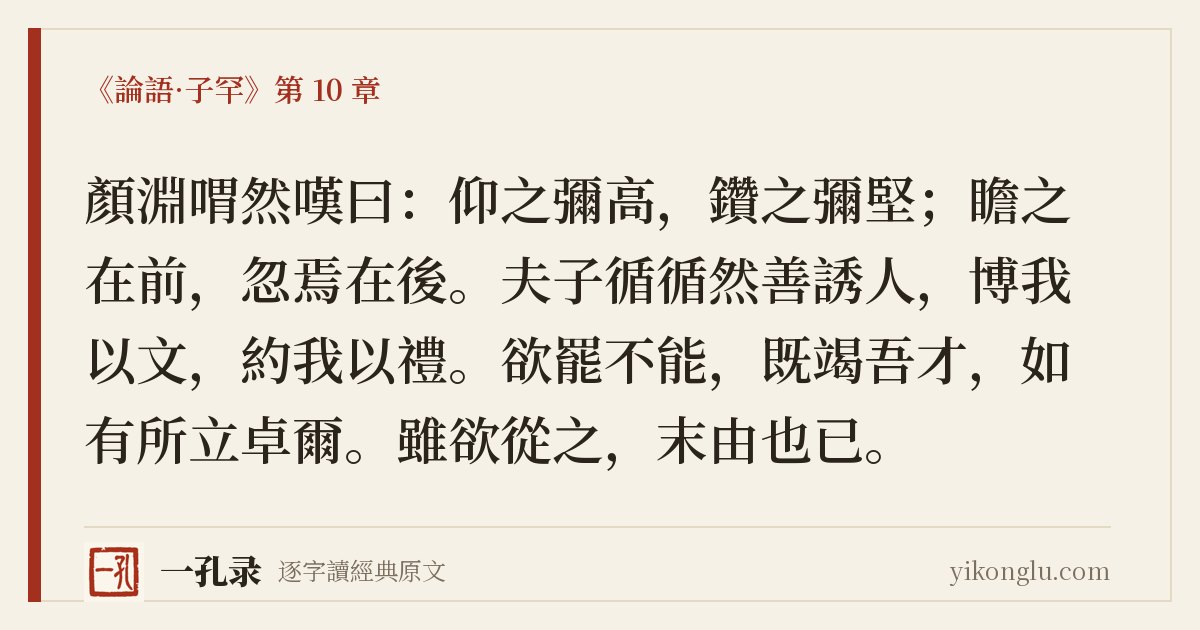 《論語·子罕》第 10 章
顏淵喟然嘆曰：仰之彌高，鑽之彌堅；瞻之
在前，忽焉在後。夫子循循然善誘人，博我
以文，約我以禮。欲罷不能，既竭吾才，如
有所立卓爾。雖欲從之，末由也已。
一孔
一孔录 逐字讀經典原文 yikonglu.com